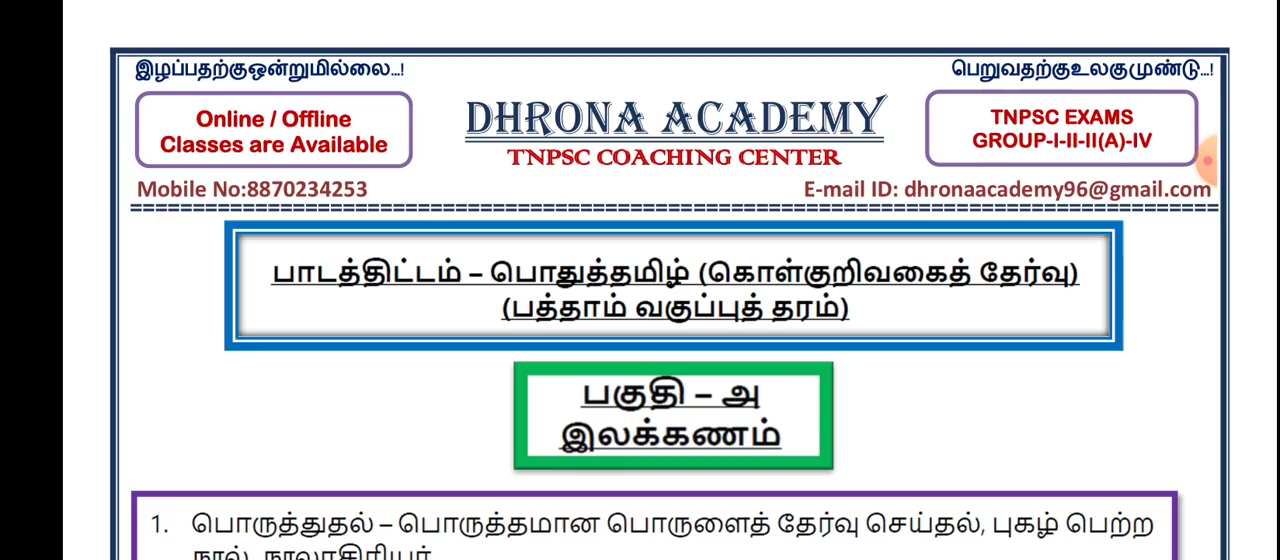 இழப்பதற்குஒன்றுமில்லை...!
பெறுவதற்குஉலகுமுண்டு...!
Online / Offline
Classes are Available
DHRONA ACADEMY
TNPSC COACHING CENTER
TNPSC EXAMS
GROUP-I-II-II(A)-IV
Mobile No:8870234253
E-mail ID: dhronaacademy96@gmail.com
பாடத்திட்டம் – பொதுத்தமிழ் (கொள்குறிவகைத் தேர்வு)
(பத்தாம் வகுப்புத் தரம்)
பகுதி – அ
இலக்கணம்
1. பொருத்துதல் – பொருத்தமான பொருளைத் தேர்வு செய்தல், புகழ் பெற்ற
நூல், நூலாசிரியர்